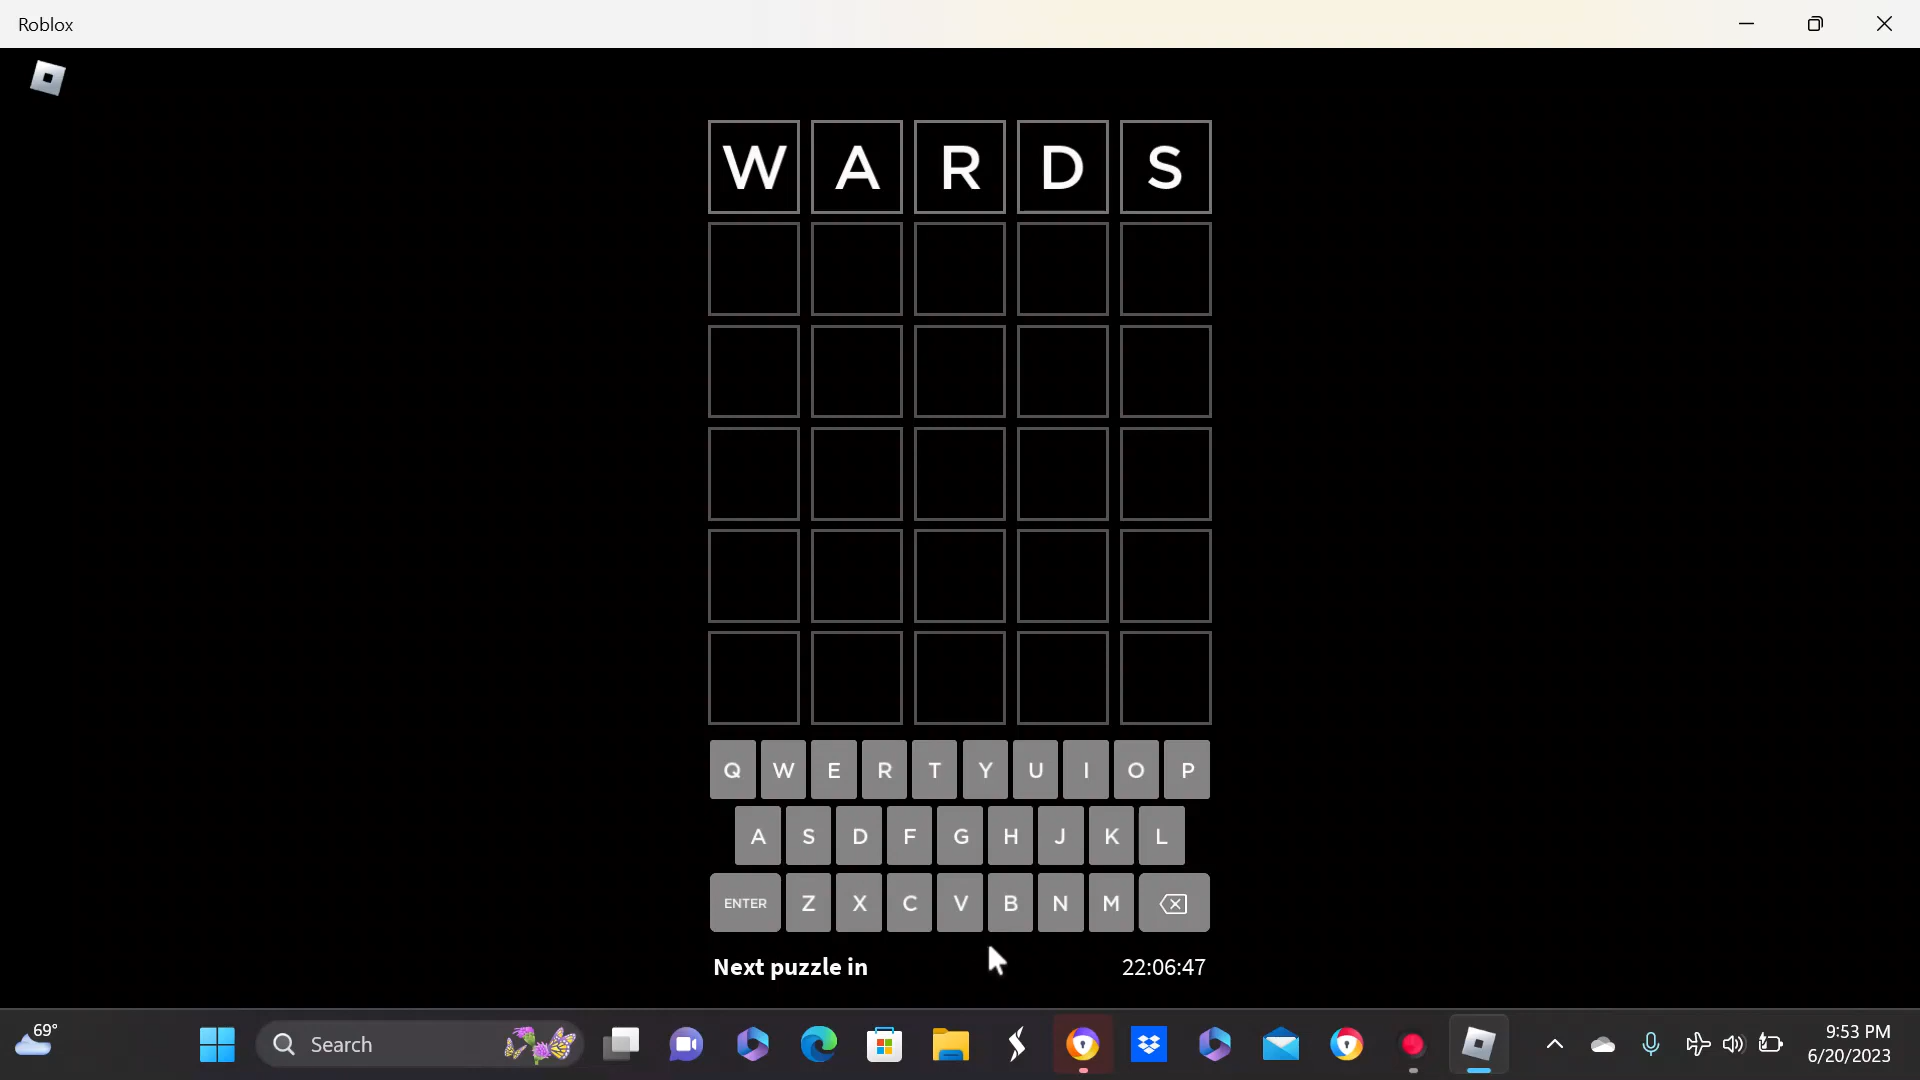 Roblox
W A R D S
Q W E R T Y U I O P
A S D F G H J K L
ENTER Z X C V B N M
Next puzzle in 22:06:47
69°
Search
9:53 PM
6/20/2023